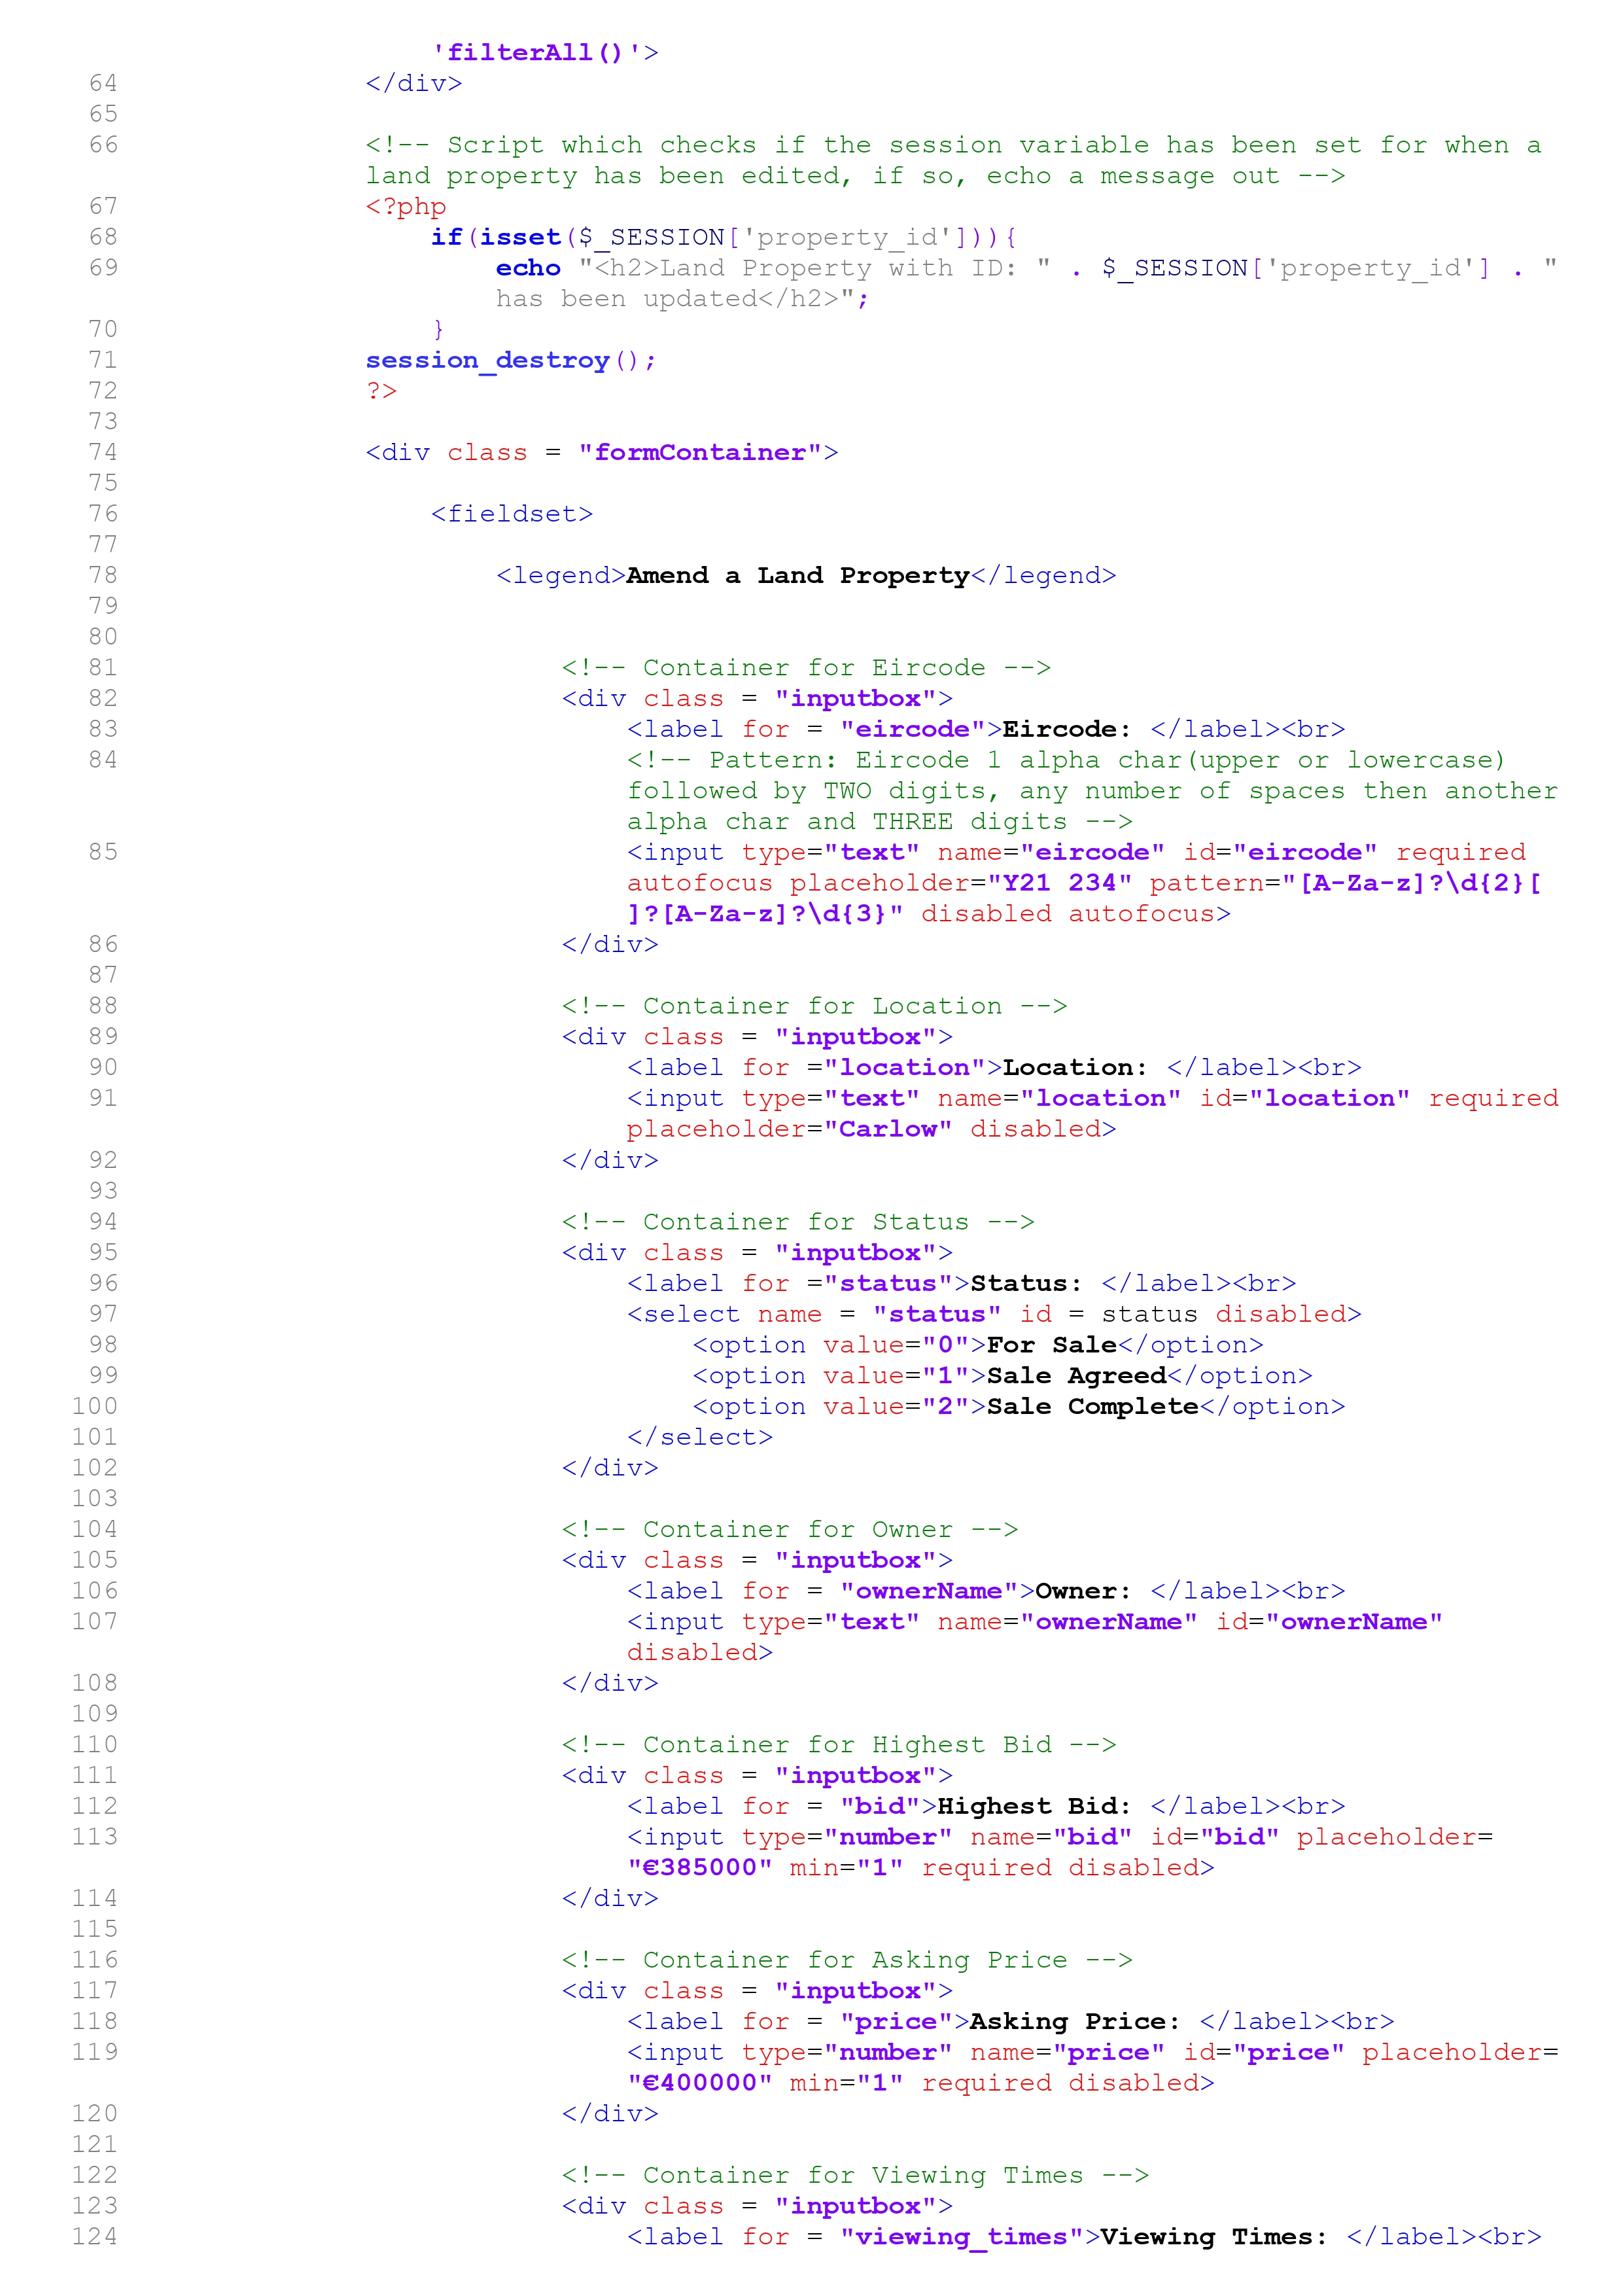 'filterAll()'>
64 </div>
65
66 <!-- Script which checks if the session variable has been set for when a
land property has been edited, if so, echo a message out -->
67 <?php
68 if(isset($_SESSION['property_id'])){
69 echo "<h2>Land Property with ID: " . $_SESSION['property_id'] . "
has been updated</h2>";
70 }
71 session_destroy();
72 ?>
73
74 <div class = "formContainer">
75
76 <fieldset>
77
78 <legend>Amend a Land Property</legend>
79
80
81 <!-- Container for Eircode -->
82 <div class = "inputbox">
83 <label for = "eircode">Eircode: </label><br>
84 <!-- Pattern: Eircode 1 alpha char(upper or lowercase)
followed by TWO digits, any number of spaces then another
alpha char and THREE digits -->
85 <input type="text" name="eircode" id="eircode" required
autofocus placeholder="Y21 234" pattern="[A-Za-z]?\d{2}[
]?[A-Za-z]?\d{3}" disabled autofocus>
86 </div>
87
88 <!-- Container for Location -->
89 <div class = "inputbox">
90 <label for ="location">Location: </label><br>
91 <input type="text" name="location" id="location" required
placeholder="Carlow" disabled>
92 </div>
93
94 <!-- Container for Status -->
95 <div class = "inputbox">
96 <label for ="status">Status: </label><br>
97 <select name = "status" id = status disabled>
98 <option value="0">For Sale</option>
99 <option value="1">Sale Agreed</option>
100 <option value="2">Sale Complete</option>
101 </select>
102 </div>
103
104 <!-- Container for Owner -->
105 <div class = "inputbox">
106 <label for = "ownerName">Owner: </label><br>
107 <input type="text" name="ownerName" id="ownerName"
disabled>
108 </div>
109
110 <!-- Container for Highest Bid -->
111 <div class = "inputbox">
112 <label for = "bid">Highest Bid: </label><br>
113 <input type="number" name="bid" id="bid" placeholder=
"€385000" min="1" required disabled>
114 </div>
115
116 <!-- Container for Asking Price -->
117 <div class = "inputbox">
118 <label for = "price">Asking Price: </label><br>
119 <input type="number" name="price" id="price" placeholder=
"€400000" min="1" required disabled>
120 </div>
121
122 <!-- Container for Viewing Times -->
123 <div class = "inputbox">
124 <label for = "viewing_times">Viewing Times: </label><br>